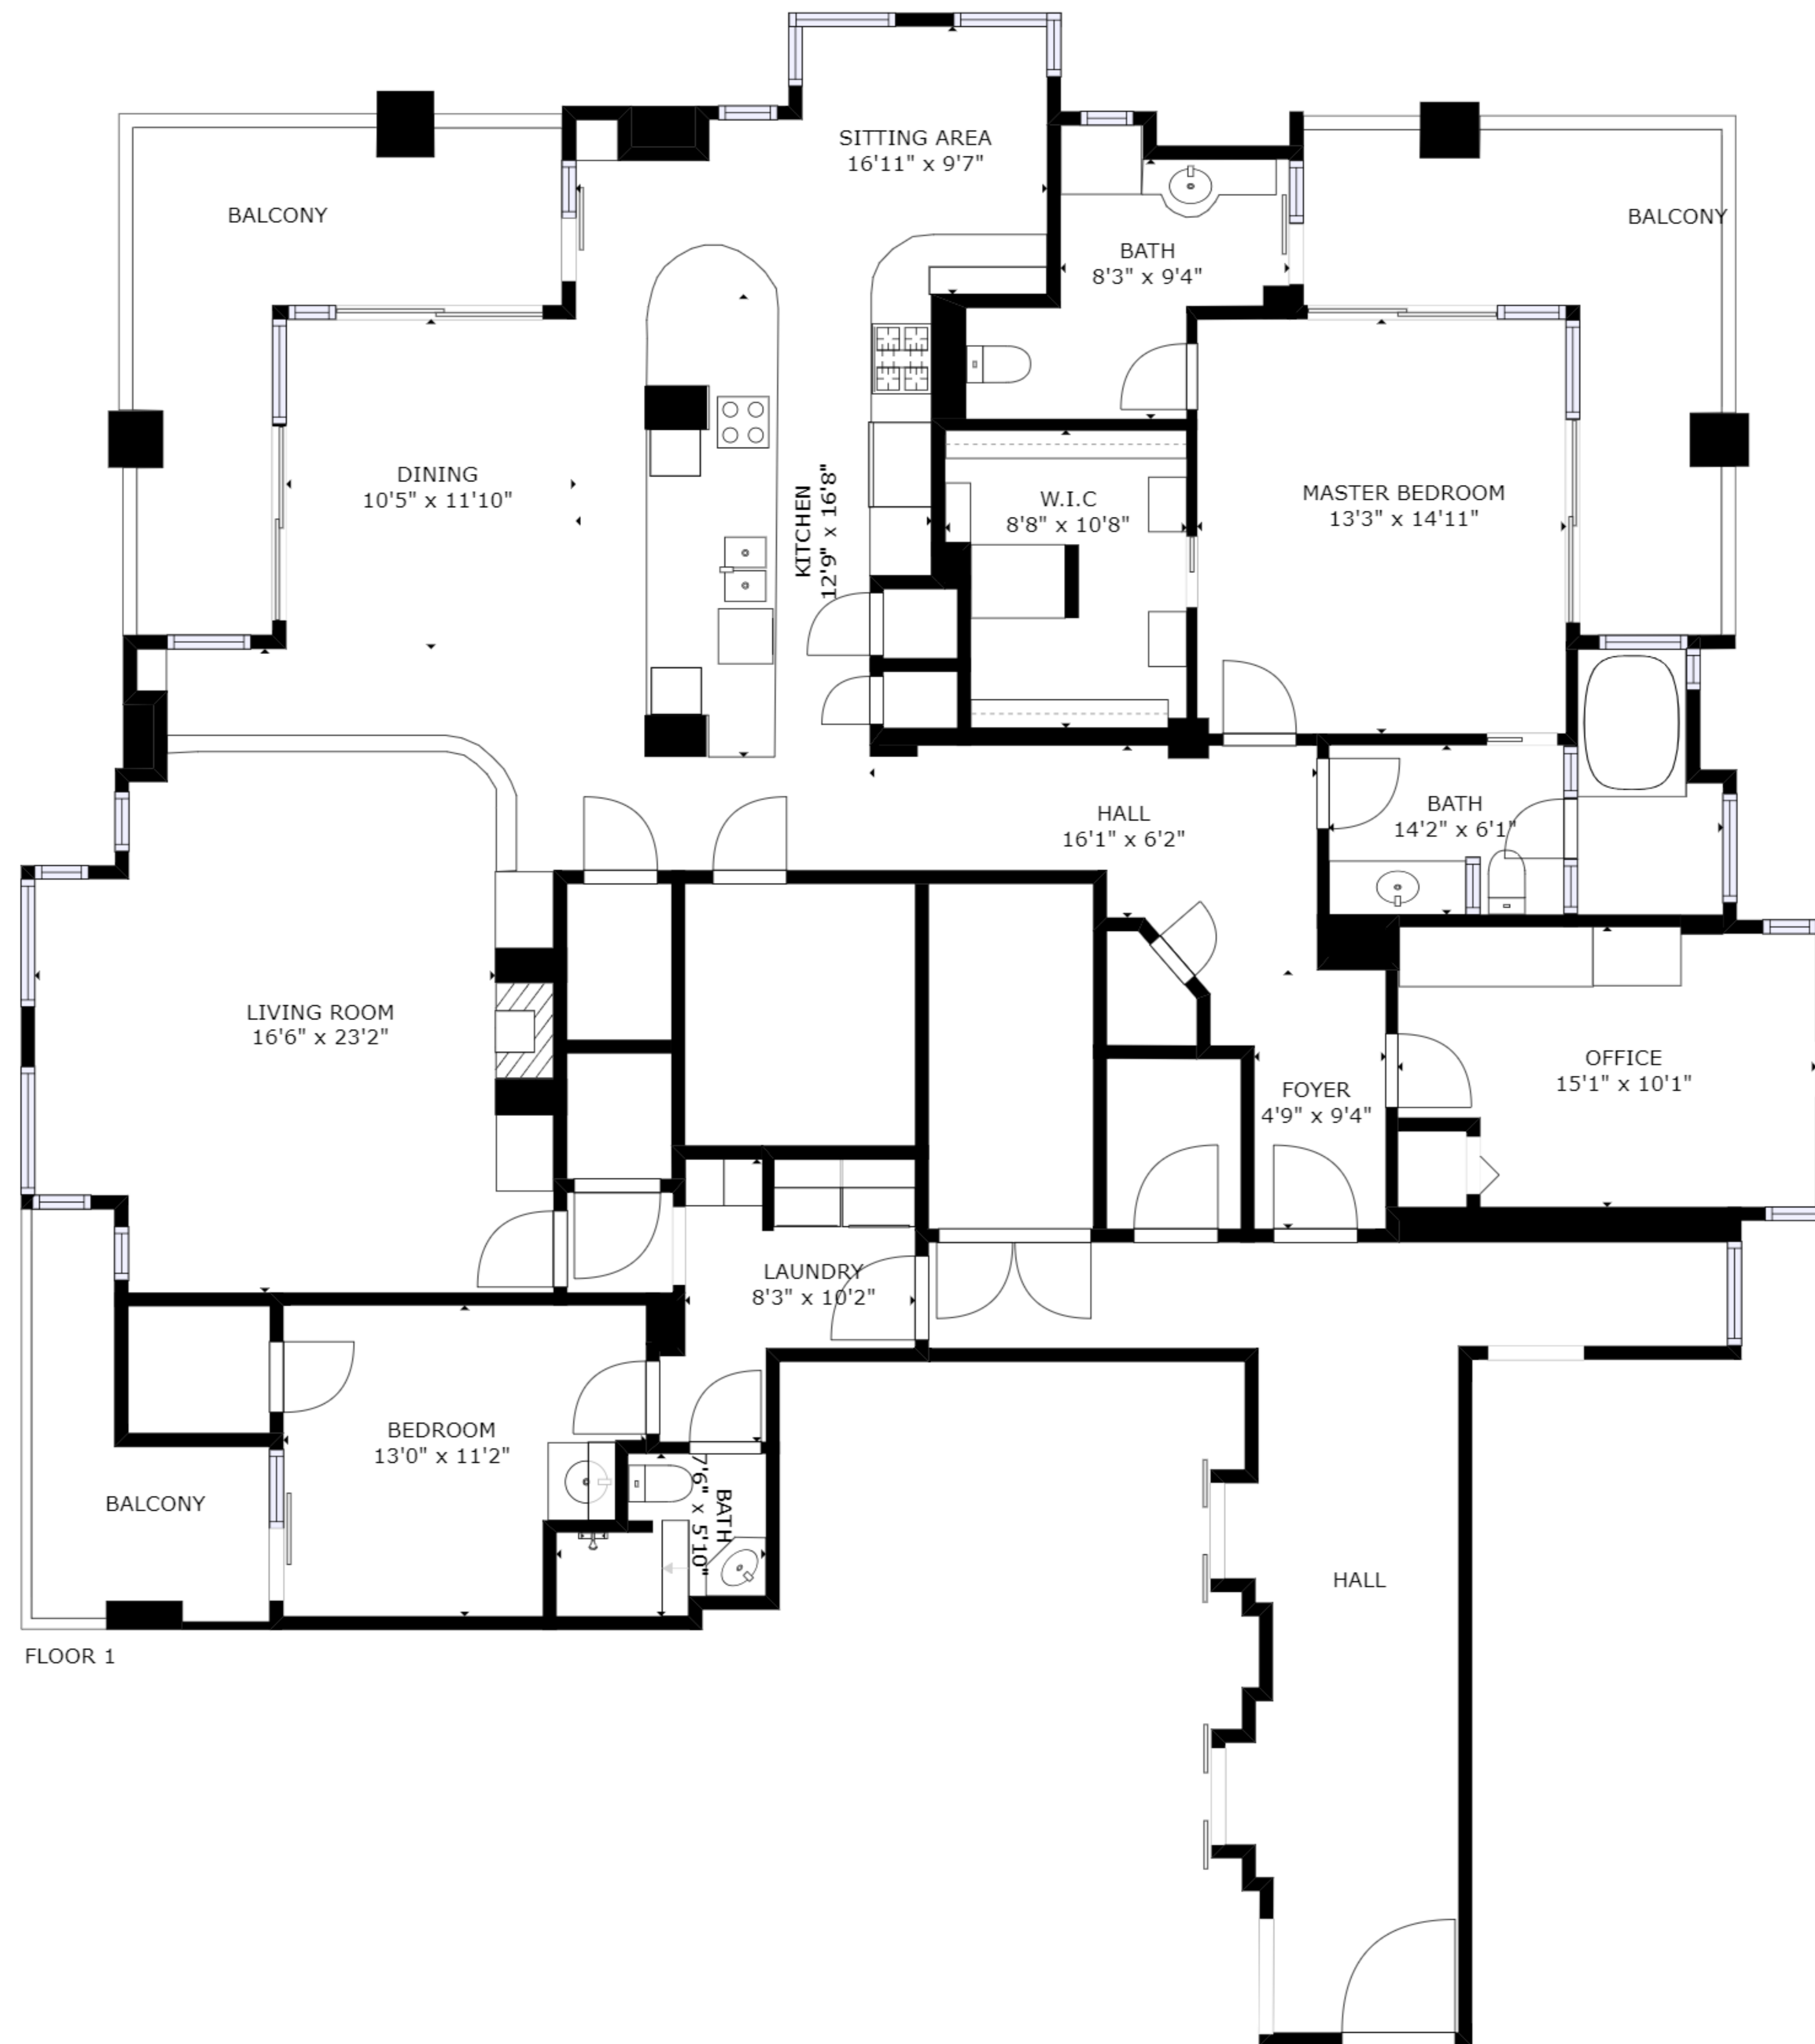 SITTING AREA
16'11" x 9'7"
BALCONY
BALCONY
BATH
8'3" x 9'4"
DINING
10'5" x 11'10"
KITCHEN
12'9" x 16'8"
W.I.C
8'8" x 10'8"
MASTER BEDROOM
13'3" x 14'11"
HALL
16'1" x 6'2"
BATH
14'2" x 6'1"
LIVING ROOM
16'6" x 23'2"
OFFICE
15'1" x 10'1"
FOYER
4'9" x 9'4"
LAUNDRY
8'3" x 10'2"
BEDROOM
13'0" x 11'2"
BALCONY
BATH
7'6" x 5'10"
HALL
FLOOR 1